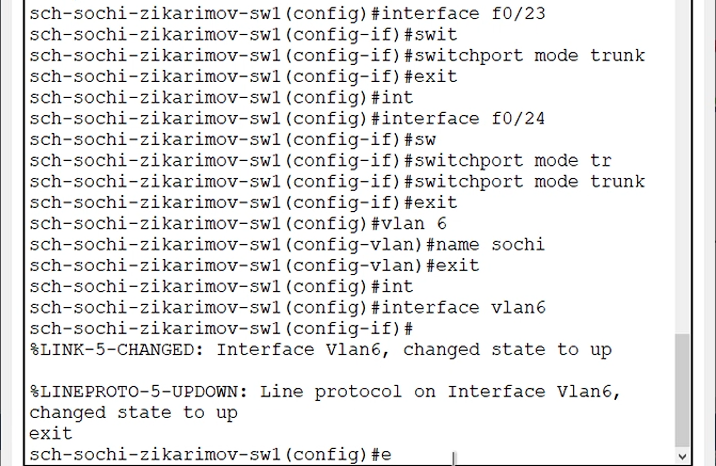 sch-sochi-zikarimov-sw1(config)#interface f0/23
sch-sochi-zikarimov-sw1(config-if)#swit
sch-sochi-zikarimov-sw1(config-if)#switchport mode trunk
sch-sochi-zikarimov-sw1(config-if)#exit
sch-sochi-zikarimov-sw1(config)#int
sch-sochi-zikarimov-sw1(config)#interface f0/24
sch-sochi-zikarimov-sw1(config-if)#sw
sch-sochi-zikarimov-sw1(config-if)#switchport mode tr
sch-sochi-zikarimov-sw1(config-if)#switchport mode trunk
sch-sochi-zikarimov-sw1(config-if)#exit
sch-sochi-zikarimov-sw1(config)#vlan 6
sch-sochi-zikarimov-sw1(config-vlan)#name sochi
sch-sochi-zikarimov-sw1(config-vlan)#exit
sch-sochi-zikarimov-sw1(config)#int
sch-sochi-zikarimov-sw1(config)#interface vlan6
sch-sochi-zikarimov-sw1(config-if)#
%LINK-5-CHANGED: Interface Vlan6, changed state to up
%LINEPROTO-5-UPDOWN: Line protocol on Interface Vlan6,
changed state to up
exit
sch-sochi-zikarimov-sw1(config)#e